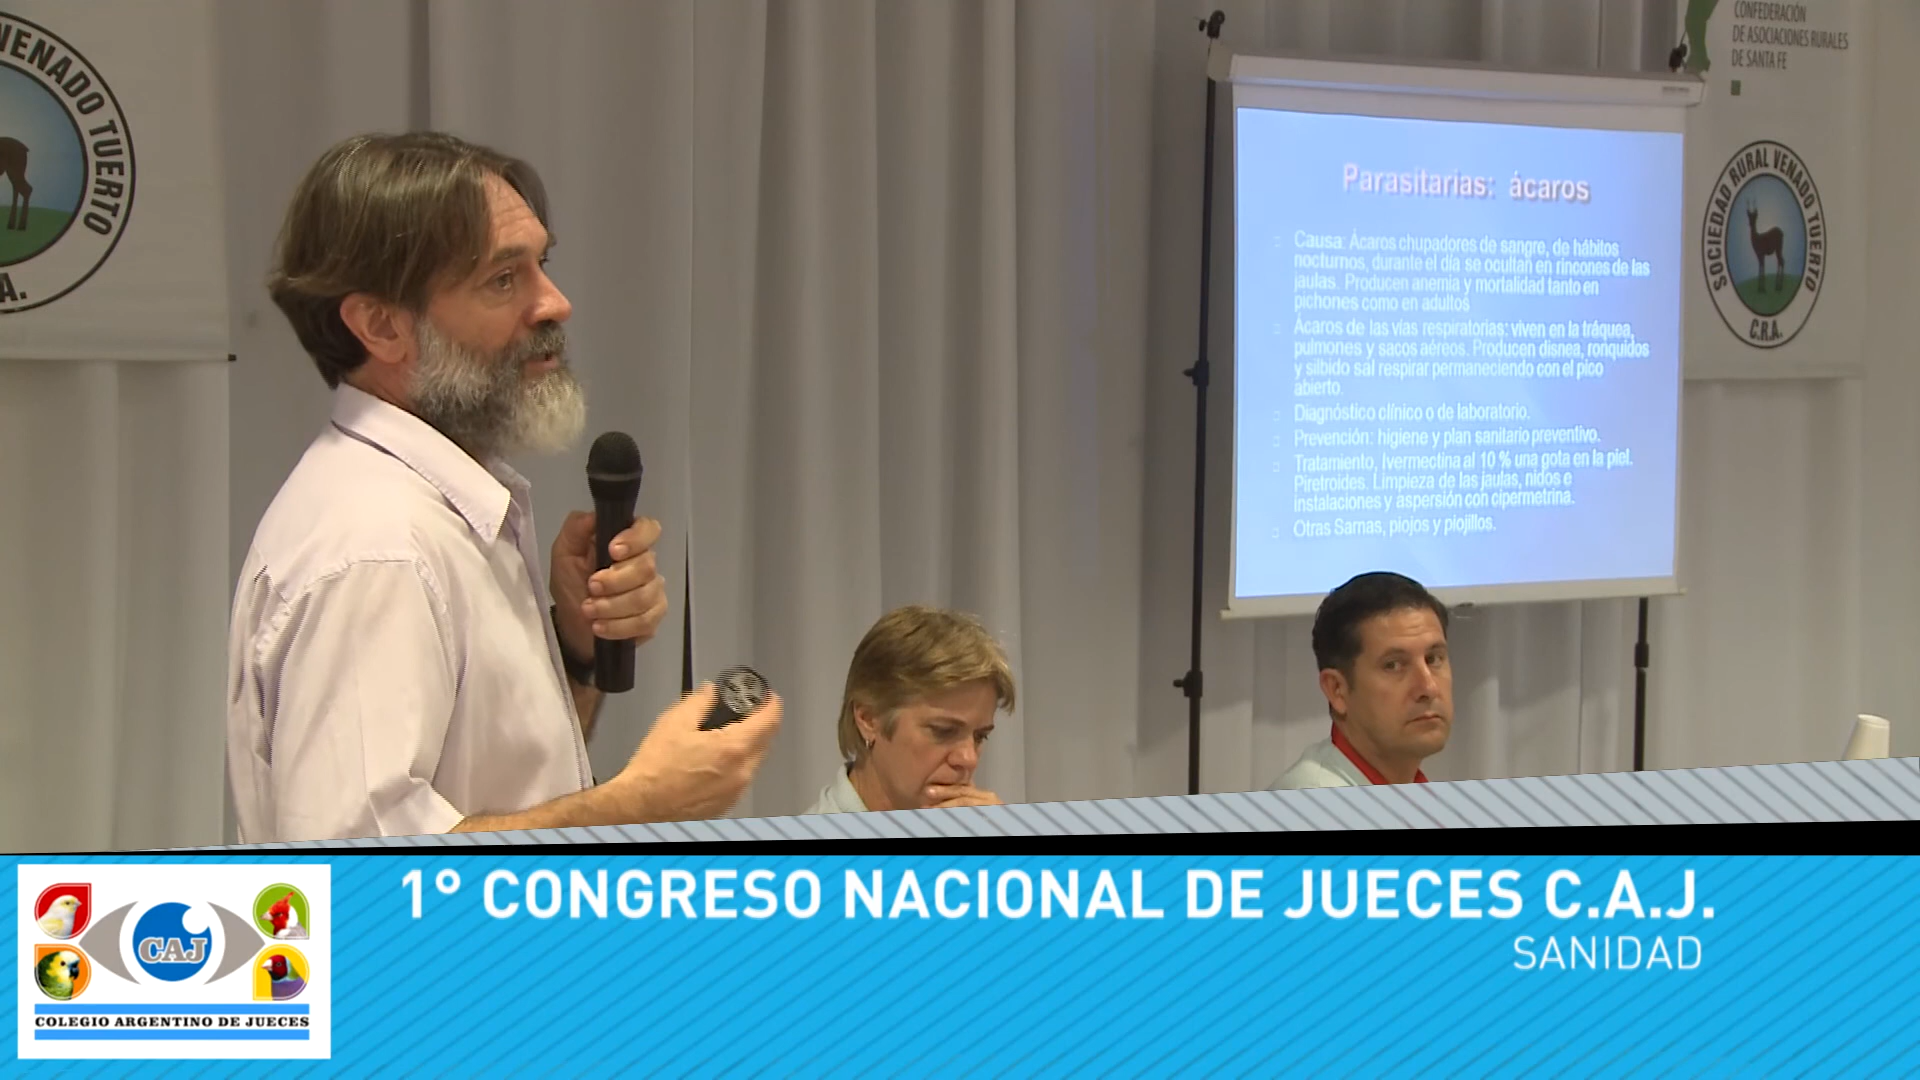 VENADO TUERTO
A.
CONFEDERACIÓN
DE ASOCIACIONES RURALES
DE SANTA FE
SOCIEDAD RURAL VENADO TUERTO
C.R.A.
Parasitarias: ácaros
Causa: Ácaros chupadores de sangre, de hábitos
nocturnos, durante el día se ocultan en rincones de las
jaulas. Producen anemia y mortalidad tanto en
pichones como en adultos
Ácaros de las vías respiratorias: viven en la tráquea,
pulmones y sacos aéreos. Producen disnea, ronquidos
y silbido sal respirar permaneciendo con el pico
abierto.
Diagnóstico clínico o de laboratorio.
Prevención: higiene y plan sanitario preventivo.
Tratamiento, Ivermectina al 10 % una gota en la piel.
Piretroides. Limpieza de las jaulas, nidos e
instalaciones y aspersión con cipermetrina.
Otras Sarnas, piojos y piojillos.
1° CONGRESO NACIONAL DE JUECES C.A.J.
SANIDAD
CAJ
COLEGIO ARGENTINO DE JUECES